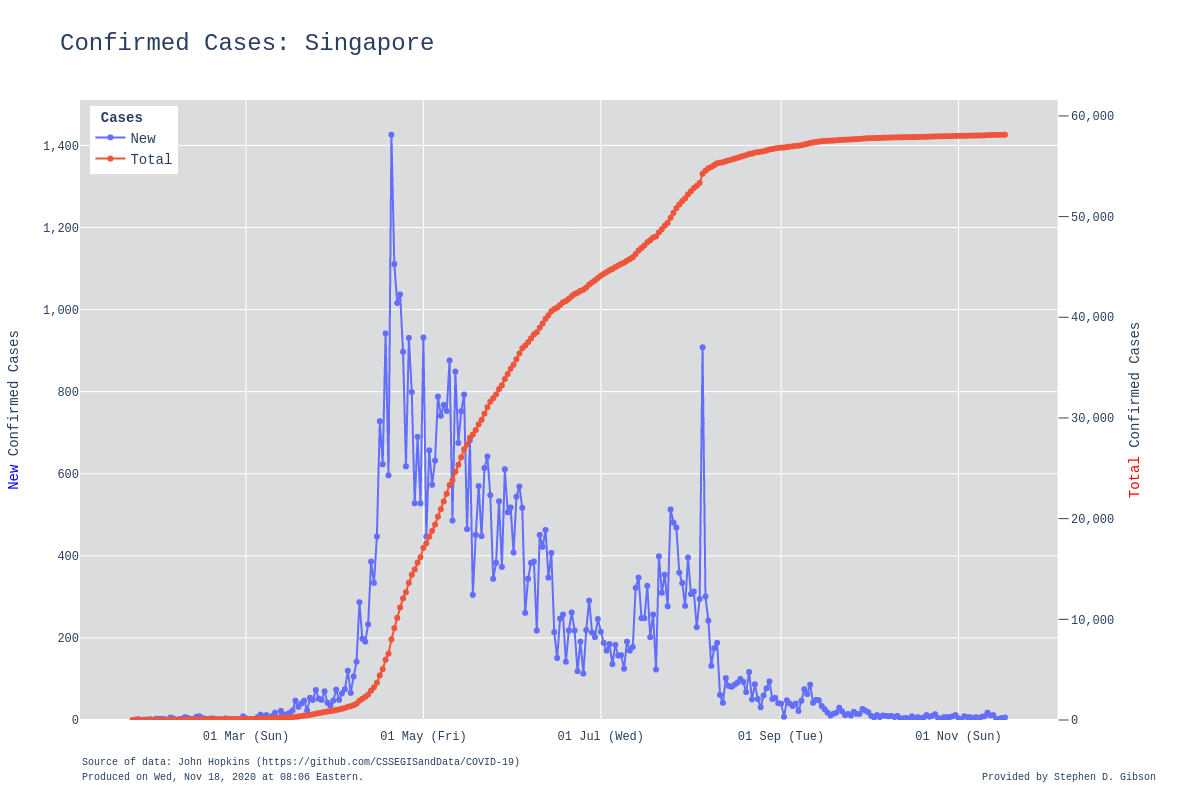 Confirmed Cases: Singapore
Cases
New
Total
1,400
1,200
1,000
800
600
400
200
0
New Confirmed Cases
60,000
50,000
40,000
30,000
20,000
10,000
0
Total Confirmed Cases
01 Mar (Sun)
01 May (Fri)
01 Jul (Wed)
01 Sep (Tue)
01 Nov (Sun)
Source of data: John Hopkins (https://github.com/CSSEGISandData/COVID-19)
Produced on Wed, Nov 18, 2020 at 08:06 Eastern.
Provided by Stephen D. Gibson